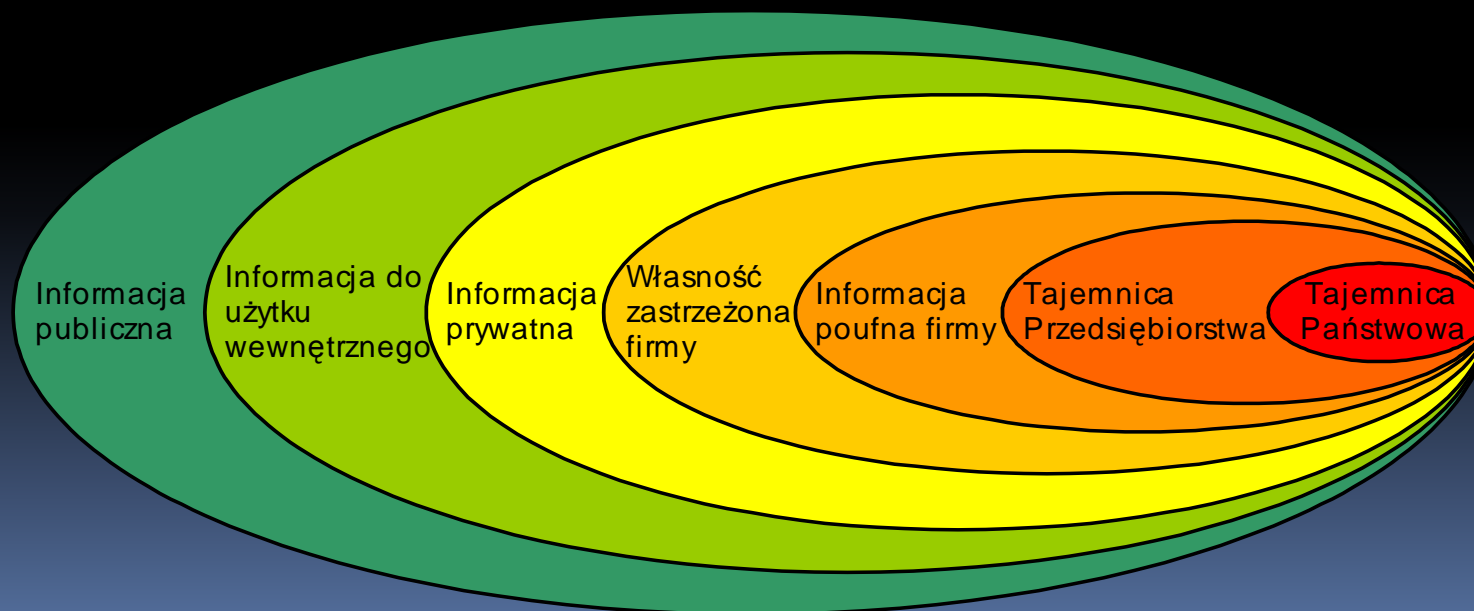 Informacja
publiczna
Informacja do
użytku
wewnętrznego
Informacja
prywatna
Własność
zastrzeżona
firmy
Informacja
poufna firmy
Tajemnica
Przedsiębiorstwa
Tajemnica
Państwowa